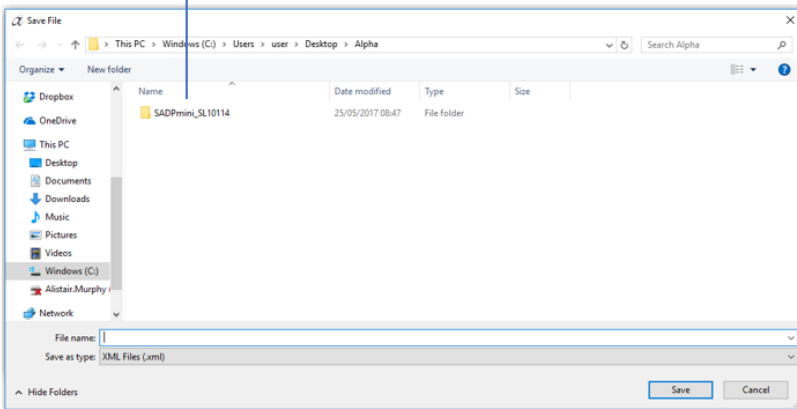 Save File
This PC > Windows (C:) > Users > user > Desktop > Alpha
Search Alpha
Organize
New folder
Name
Date modified
Type
Size
SADPmini_SL10114
25/05/2017 08:47
File folder
Dropbox
OneDrive
This PC
Desktop
Documents
Downloads
Music
Pictures
Videos
Windows (C:)
Alistair.Murphy
Network
File name:
Save as type: XML Files (.xml)
Hide Folders
Save
Cancel